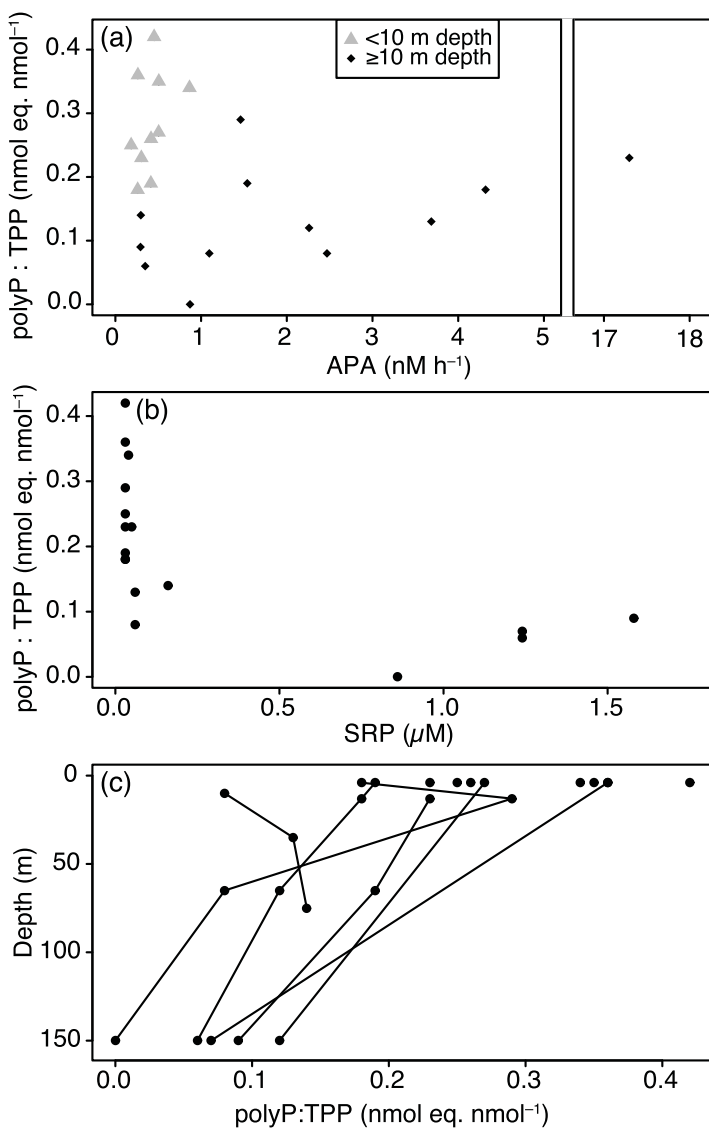 (a)
<10 m depth
≥10 m depth
polyP : TPP (nmol eq. nmol⁻¹)
0.4
0.3
0.2
0.1
0.0
0 1 2 3 4 5 17 18
APA (nM h⁻¹)
(b)
polyP : TPP (nmol eq. nmol⁻¹)
0.4
0.3
0.2
0.1
0.0
0.0 0.5 1.0 1.5
SRP (µM)
(c)
Depth (m)
0
50
100
150
0.0 0.1 0.2 0.3 0.4
polyP:TPP (nmol eq. nmol⁻¹)